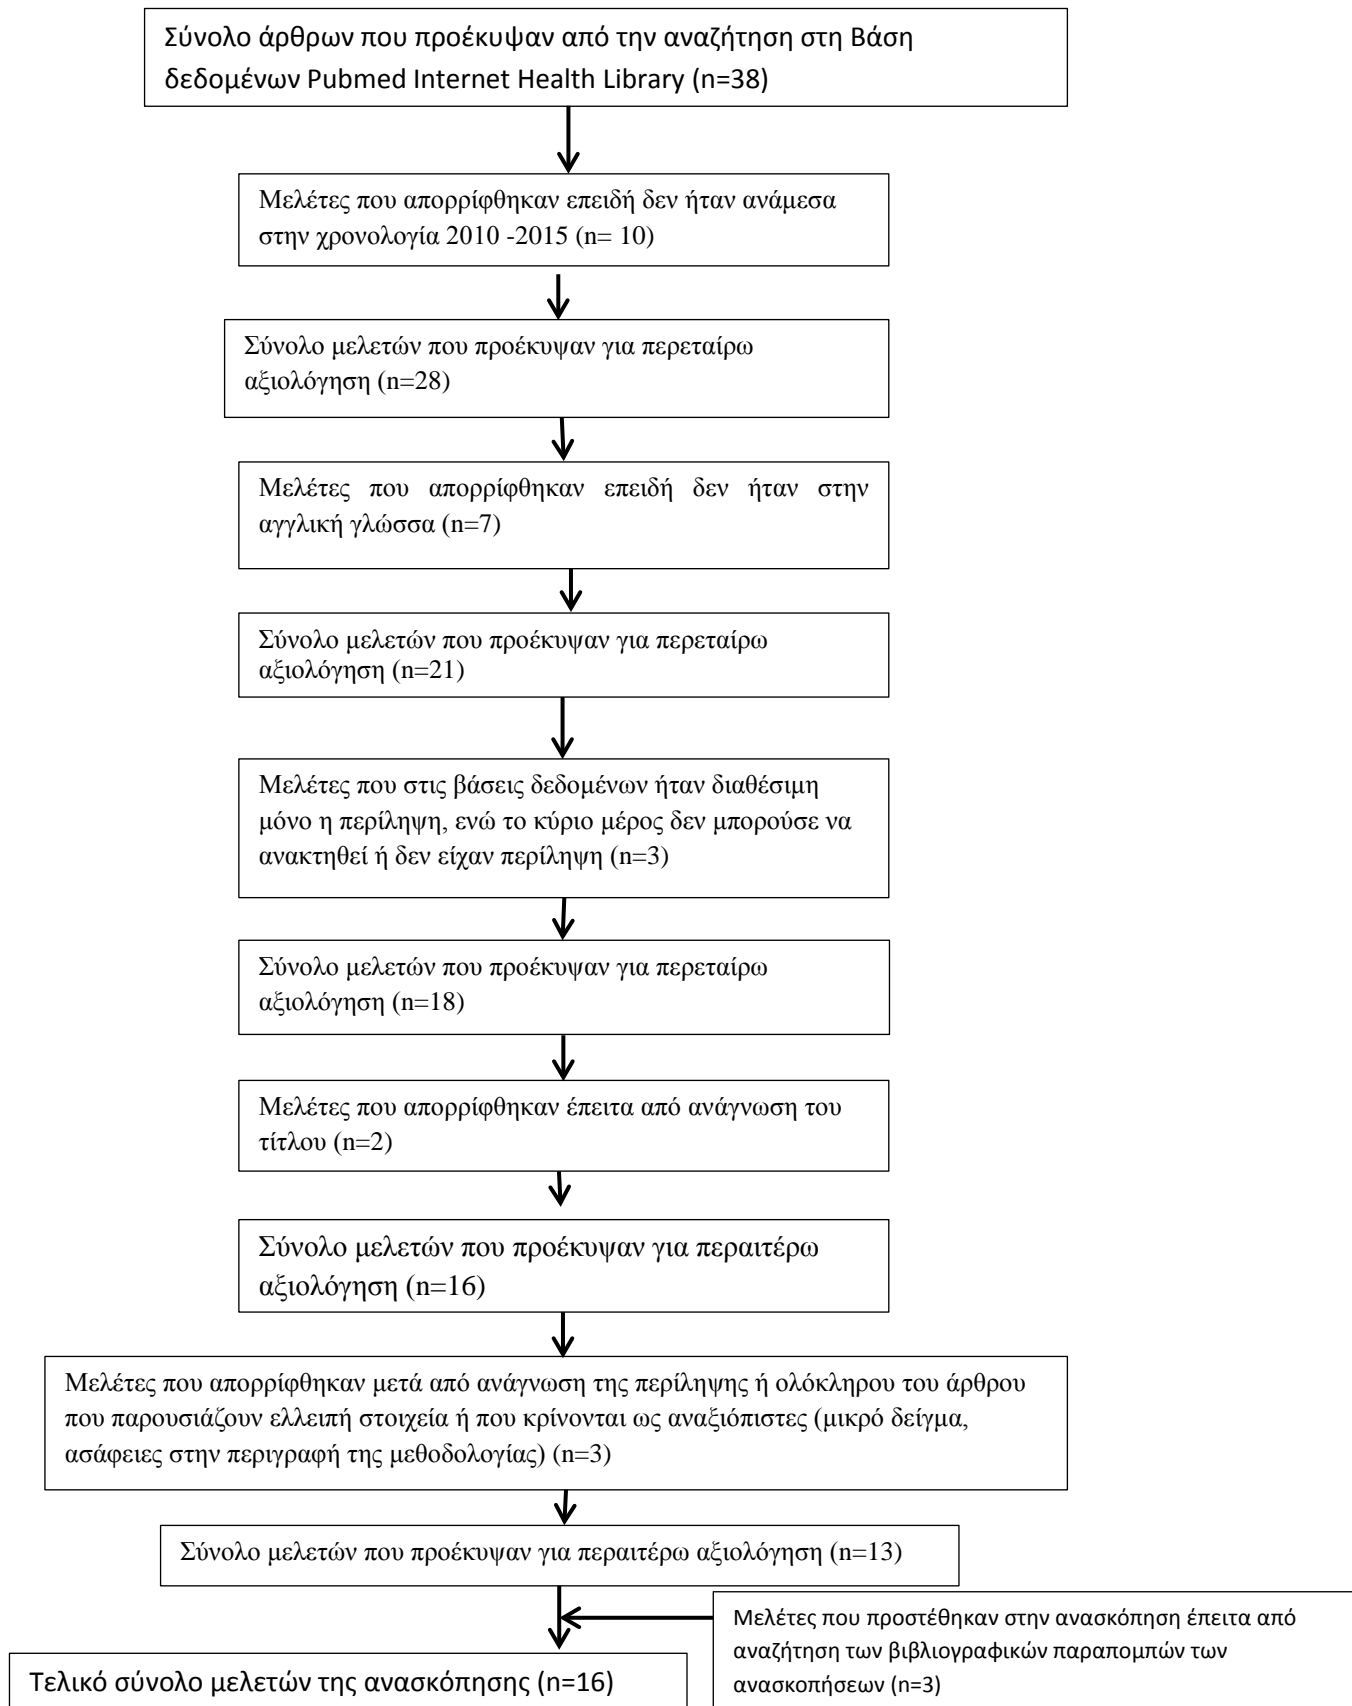 Σύνολο άρθρων που προέκυψαν από την αναζήτηση στη Βάση
δεδομένων Pubmed Internet Health Library (n=38)
Μελέτες που απορρίφθηκαν επειδή δεν ήταν ανάμεσα
στην χρονολογία 2010 -2015 (n= 10)
Σύνολο μελετών που προέκυψαν για περεταίρω
αξιολόγηση (n=28)
Μελέτες που απορρίφθηκαν επειδή δεν ήταν στην
αγγλική γλώσσα (n=7)
Σύνολο μελετών που προέκυψαν για περεταίρω
αξιολόγηση (n=21)
Μελέτες που στις βάσεις δεδομένων ήταν διαθέσιμη
μόνο η περίληψη, ενώ το κύριο μέρος δεν μπορούσε να
ανακτηθεί ή δεν είχαν περίληψη (n=3)
Σύνολο μελετών που προέκυψαν για περεταίρω
αξιολόγηση (n=18)
Μελέτες που απορρίφθηκαν έπειτα από ανάγνωση του
τίτλου (n=2)
Σύνολο μελετών που προέκυψαν για περαιτέρω
αξιολόγηση (n=16)
Μελέτες που απορρίφθηκαν μετά από ανάγνωση της περίληψης ή ολόκληρου του άρθρου
που παρουσιάζουν ελλειπή στοιχεία ή που κρίνονται ως αναξιόπιστες (μικρό δείγμα,
ασάφειες στην περιγραφή της μεθοδολογίας) (n=3)
Σύνολο μελετών που προέκυψαν για περαιτέρω αξιολόγηση (n=13)
Μελέτες που προστέθηκαν στην ανασκόπηση έπειτα από
αναζήτηση των βιβλιογραφικών παραπομπών των
ανασκοπήσεων (n=3)
Τελικό σύνολο μελετών της ανασκόπησης (n=16)